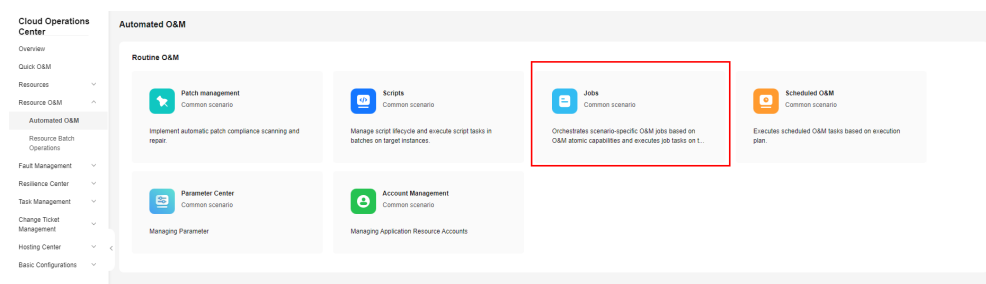 Cloud Operations
Center
Overview
Quick O&M
Resources
Resource O&M
Automated O&M
Resource Batch
Operations
Fault Management
Resilience Center
Task Management
Change Ticket
Management
Hosting Center
Basic Configurations
Automated O&M
Routine O&M
Patch management
Common scenario
Implement automatic patch compliance scanning and
repair.
Scripts
Common scenario
Manage script lifecycle and execute script tasks in
batches on target instances.
Jobs
Common scenario
Orchestrates scenario-specific O&M jobs based on
O&M atomic capabilities and executes job tasks on t...
Scheduled O&M
Common scenario
Executes scheduled O&M tasks based on execution
plan.
Parameter Center
Common scenario
Managing Parameter
Account Management
Common scenario
Managing Application Resource Accounts